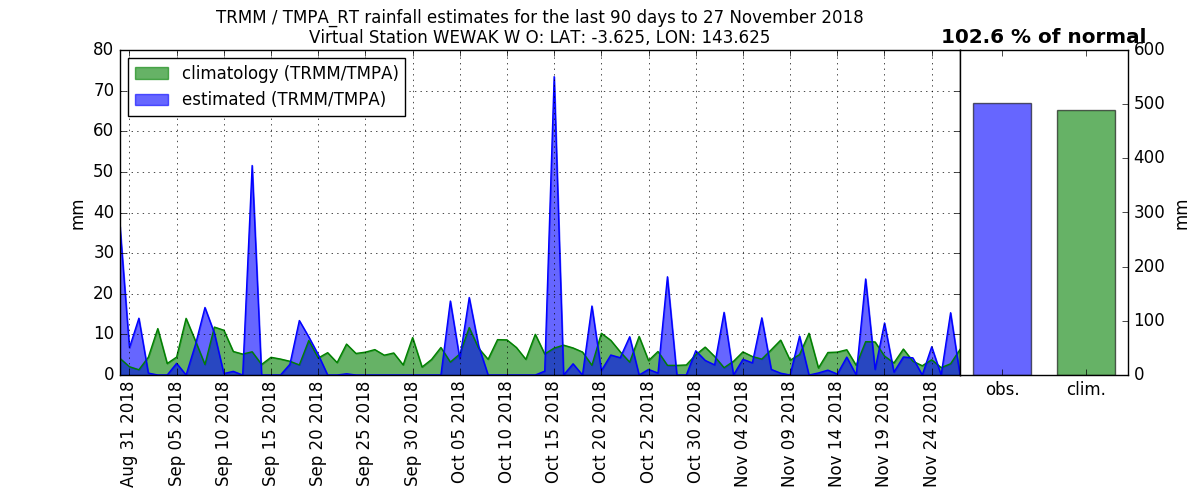 TRMM / TMPA_RT rainfall estimates for the last 90 days to 27 November 2018
Virtual Station WEWAK W O: LAT: -3.625, LON: 143.625
102.6 % of normal
climatology (TRMM/TMPA)
estimated (TRMM/TMPA)
80
70
60
50
40
30
20
10
0
mm
Aug 31 2018
Sep 05 2018
Sep 10 2018
Sep 15 2018
Sep 20 2018
Sep 25 2018
Sep 30 2018
Oct 05 2018
Oct 10 2018
Oct 15 2018
Oct 20 2018
Oct 25 2018
Oct 30 2018
Nov 04 2018
Nov 09 2018
Nov 14 2018
Nov 19 2018
Nov 24 2018
obs.
clim.
600
500
400
300
200
100
0
mm